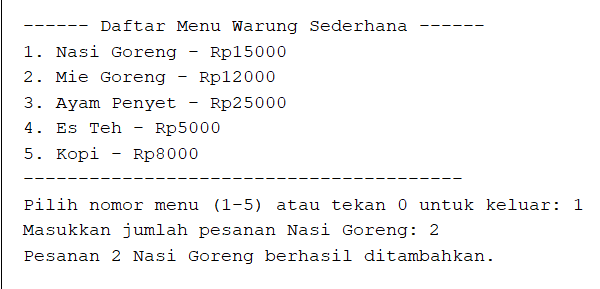 ------ Daftar Menu Warung Sederhana ------
1. Nasi Goreng - Rp15000
2. Mie Goreng - Rp12000
3. Ayam Penyet - Rp25000
4. Es Teh - Rp5000
5. Kopi - Rp8000
----------------------------------------
Pilih nomor menu (1-5) atau tekan 0 untuk keluar: 1
Masukkan jumlah pesanan Nasi Goreng: 2
Pesanan 2 Nasi Goreng berhasil ditambahkan.